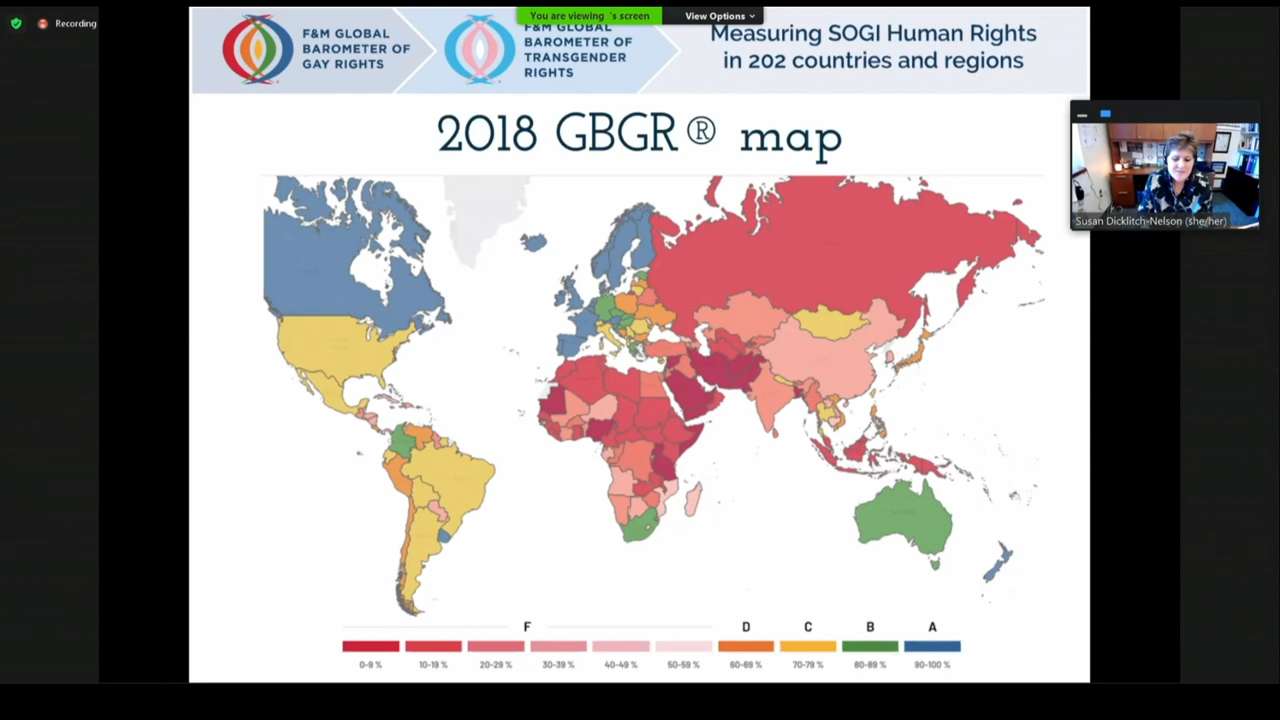 Recording
You are viewing 's screen
View Options
F&M GLOBAL
BAROMETER OF
GAY RIGHTS
F&M GLOBAL
BAROMETER OF
TRANSGENDER
RIGHTS
Measuring SOGI Human Rights
in 202 countries and regions
2018 GBGR® map
Susan Dicklitch-Nelson (she/her)
F D C B A
0-9 % 10-19 % 20-29 % 30-39 % 40-49 % 50-59 % 60-69 % 70-79 % 80-89 % 90-100 %